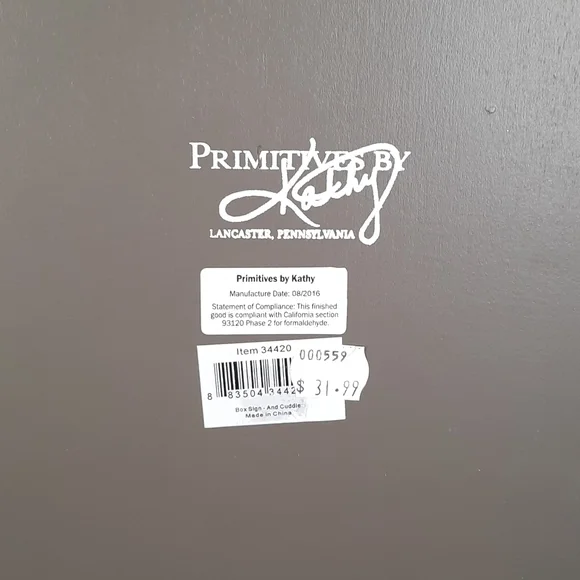 PRIMITIVES BY
Kathy
LANCASTER, PENNSYLVANIA
Primitives by Kathy
Manufacture Date: 08/2016
Statement of Compliance: This finished
good is compliant with California section
93120 Phase 2 for formaldehyde.
Item 34420
000559
$ 31.99
8 83504 3442
Box Sign - And Cuddle
Made in China